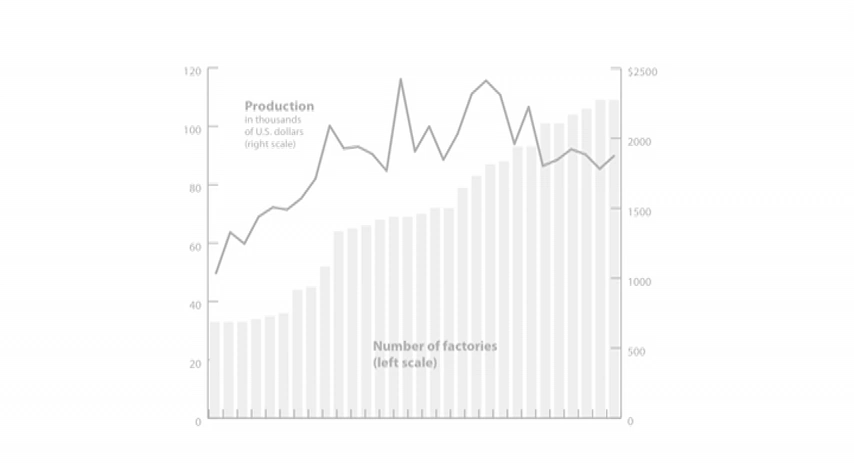 120
100
80
60
40
20
0
Production
in thousands
of U.S. dollars
(right scale)
Number of factories
(left scale)
$2500
2000
1500
1000
500
0